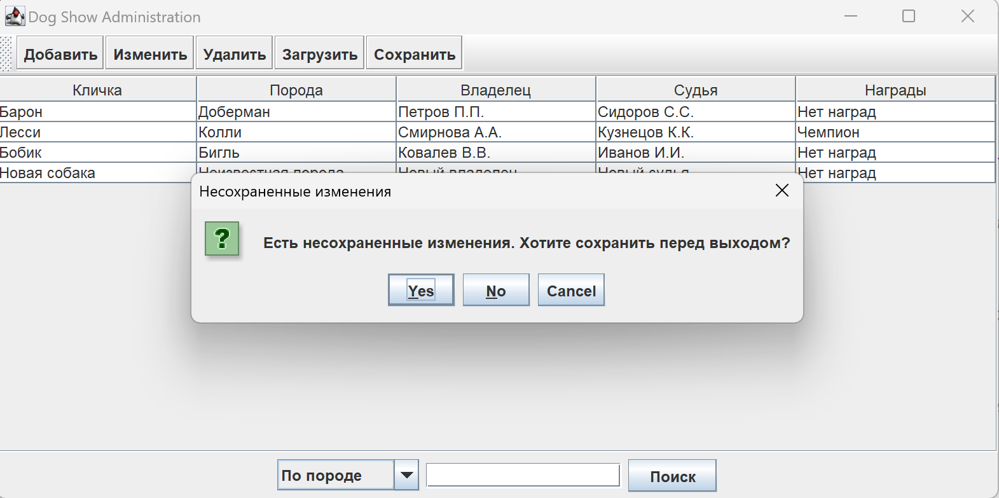 Dog Show Administration
Добавить Изменить Удалить Загрузить Сохранить
Кличка Порода Владелец Судья Награды
Барон Доберман Петров П.П. Сидоров С.С. Нет наград
Лесси Колли Смирнова А.А. Кузнецов К.К. Чемпион
Бобик Бигль Ковалев В.В. Иванов И.И. Нет наград
Новая собака Неизвестная порода Новый владелец Новый судья Нет наград
Несохраненные изменения
?
Есть несохраненные изменения. Хотите сохранить перед выходом?
Yes No Cancel
По породе Поиск